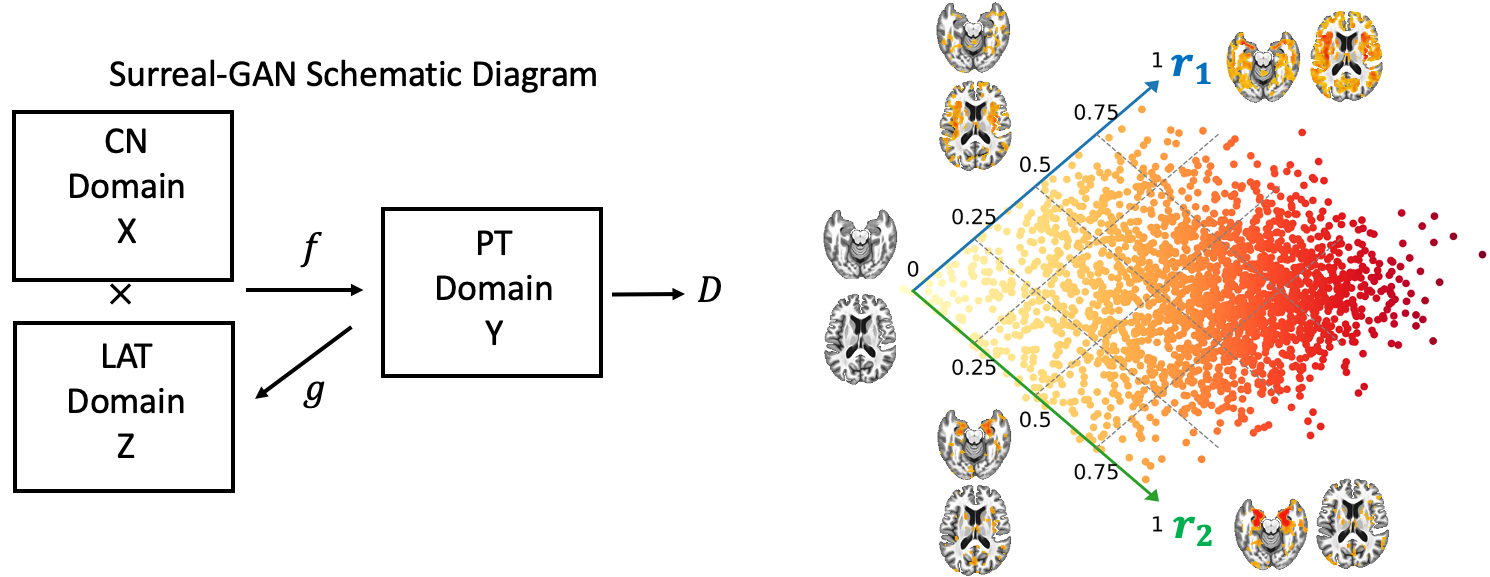 Surreal-GAN Schematic Diagram
CN
Domain
X
×
LAT
Domain
Z
f
g
PT
Domain
Y
D
1 r₁
0.75
0.5
0.25
0
0.25
0.5
0.75
1 r₂